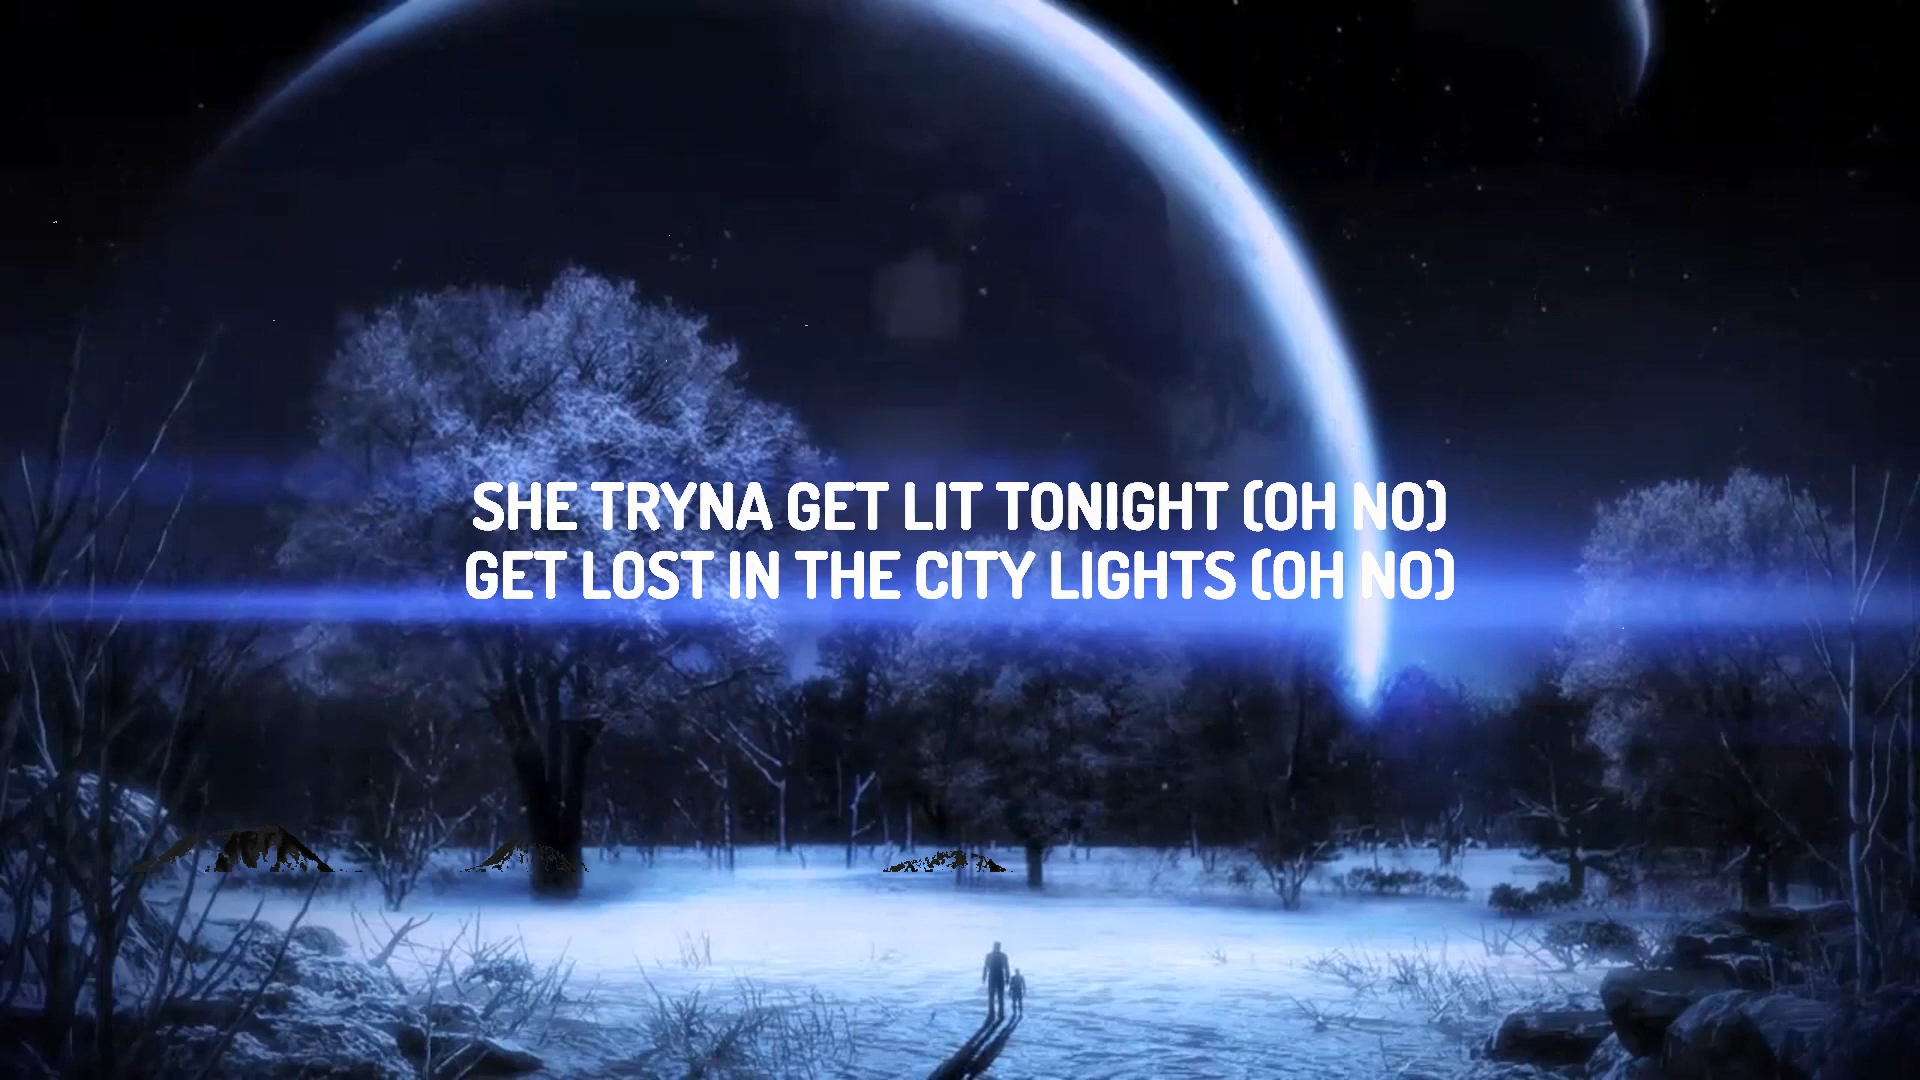 SHE TRYNA GET LIT TONIGHT (OH NO)
GET LOST IN THE CITY LIGHTS (OH NO)